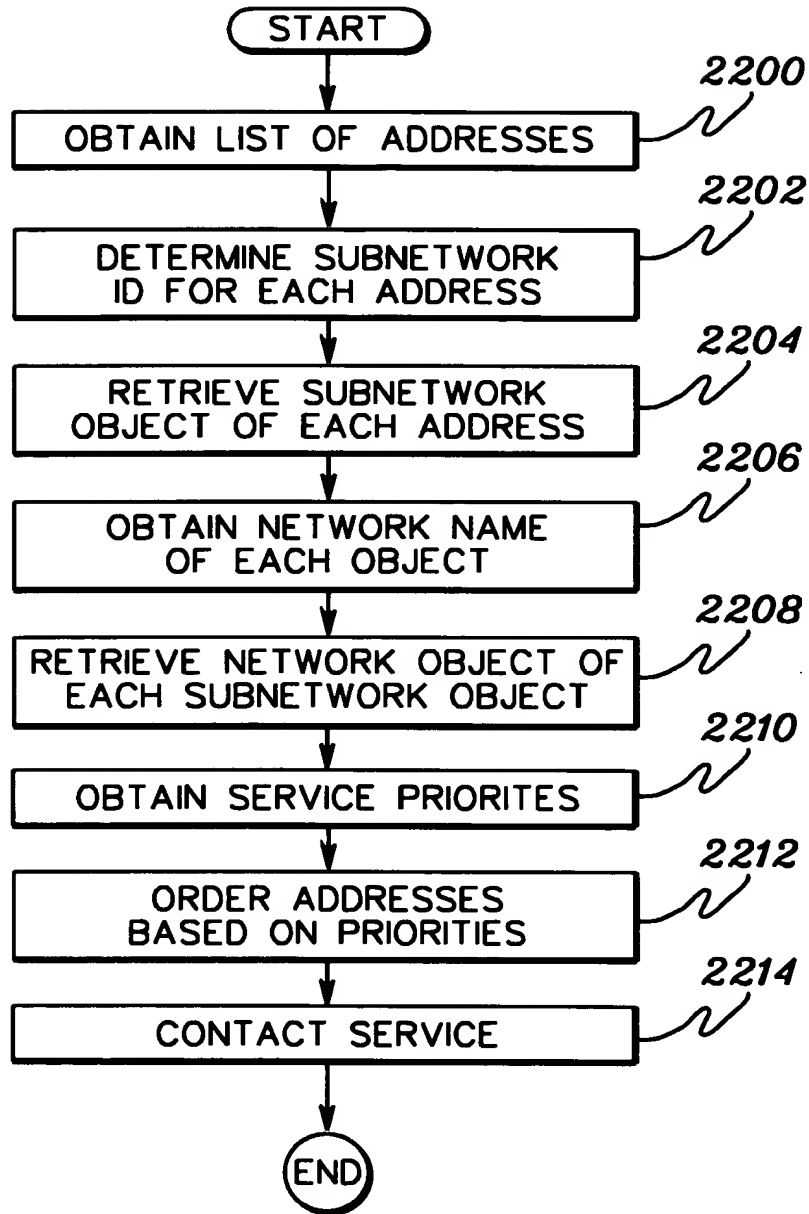 START
2200
OBTAIN LIST OF ADDRESSES
2202
DETERMINE SUBNETWORK
ID FOR EACH ADDRESS
2204
RETRIEVE SUBNETWORK
OBJECT OF EACH ADDRESS
2206
OBTAIN NETWORK NAME
OF EACH OBJECT
2208
RETRIEVE NETWORK OBJECT OF
EACH SUBNETWORK OBJECT
2210
OBTAIN SERVICE PRIORITES
2212
ORDER ADDRESSES
BASED ON PRIORITIES
2214
CONTACT SERVICE
END